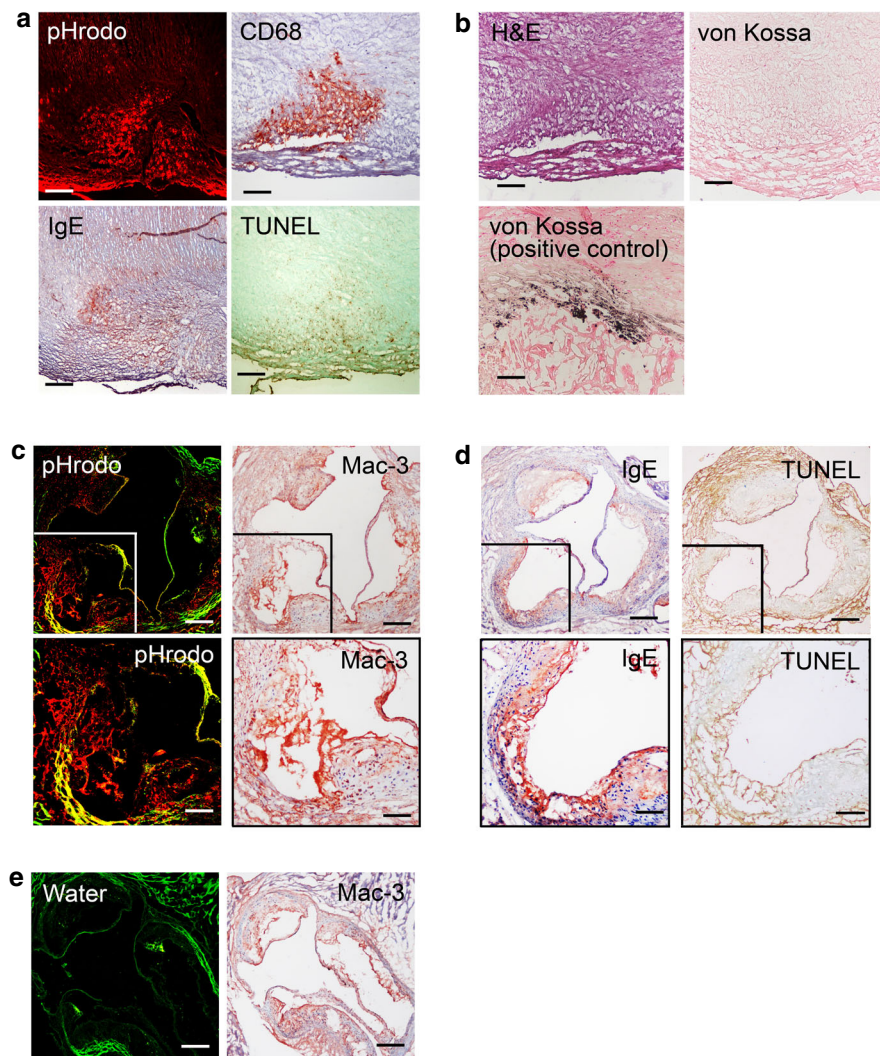 a
pHrodo
CD68
IgE
TUNEL
b
H&E
von Kossa
von Kossa
(positive control)
c
pHrodo
Mac-3
pHrodo
Mac-3
d
IgE
TUNEL
IgE
TUNEL
e
Water
Mac-3